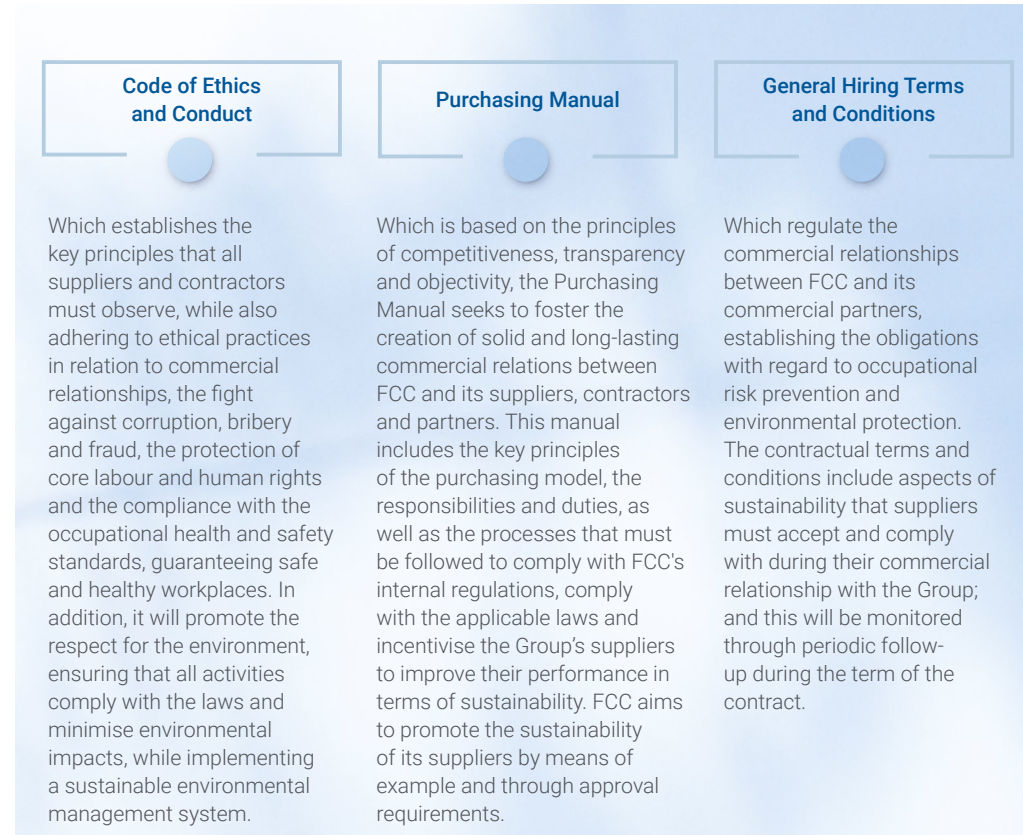 Code of Ethics
and Conduct
Which establishes the
key principles that all
suppliers and contractors
must observe, while also
adhering to ethical practices
in relation to commercial
relationships, the fight
against corruption, bribery
and fraud, the protection of
core labour and human rights
and the compliance with the
occupational health and safety
standards, guaranteeing safe
and healthy workplaces. In
addition, it will promote the
respect for the environment,
ensuring that all activities
comply with the laws and
minimise environmental
impacts, while implementing
a sustainable environmental
management system.
Purchasing Manual
Which is based on the principles
of competitiveness, transparency
and objectivity, the Purchasing
Manual seeks to foster the
creation of solid and long-lasting
commercial relations between
FCC and its suppliers, contractors
and partners. This manual
includes the key principles
of the purchasing model, the
responsibilities and duties, as
well as the processes that must
be followed to comply with FCC's
internal regulations, comply
with the applicable laws and
incentivise the Group’s suppliers
to improve their performance in
terms of sustainability. FCC aims
to promote the sustainability
of its suppliers by means of
example and through approval
requirements.
General Hiring Terms
and Conditions
Which regulate the
commercial relationships
between FCC and its
commercial partners,
establishing the obligations
with regard to occupational
risk prevention and
environmental protection.
The contractual terms and
conditions include aspects of
sustainability that suppliers
must accept and comply
with during their commercial
relationship with the Group;
and this will be monitored
through periodic follow-
up during the term of the
contract.